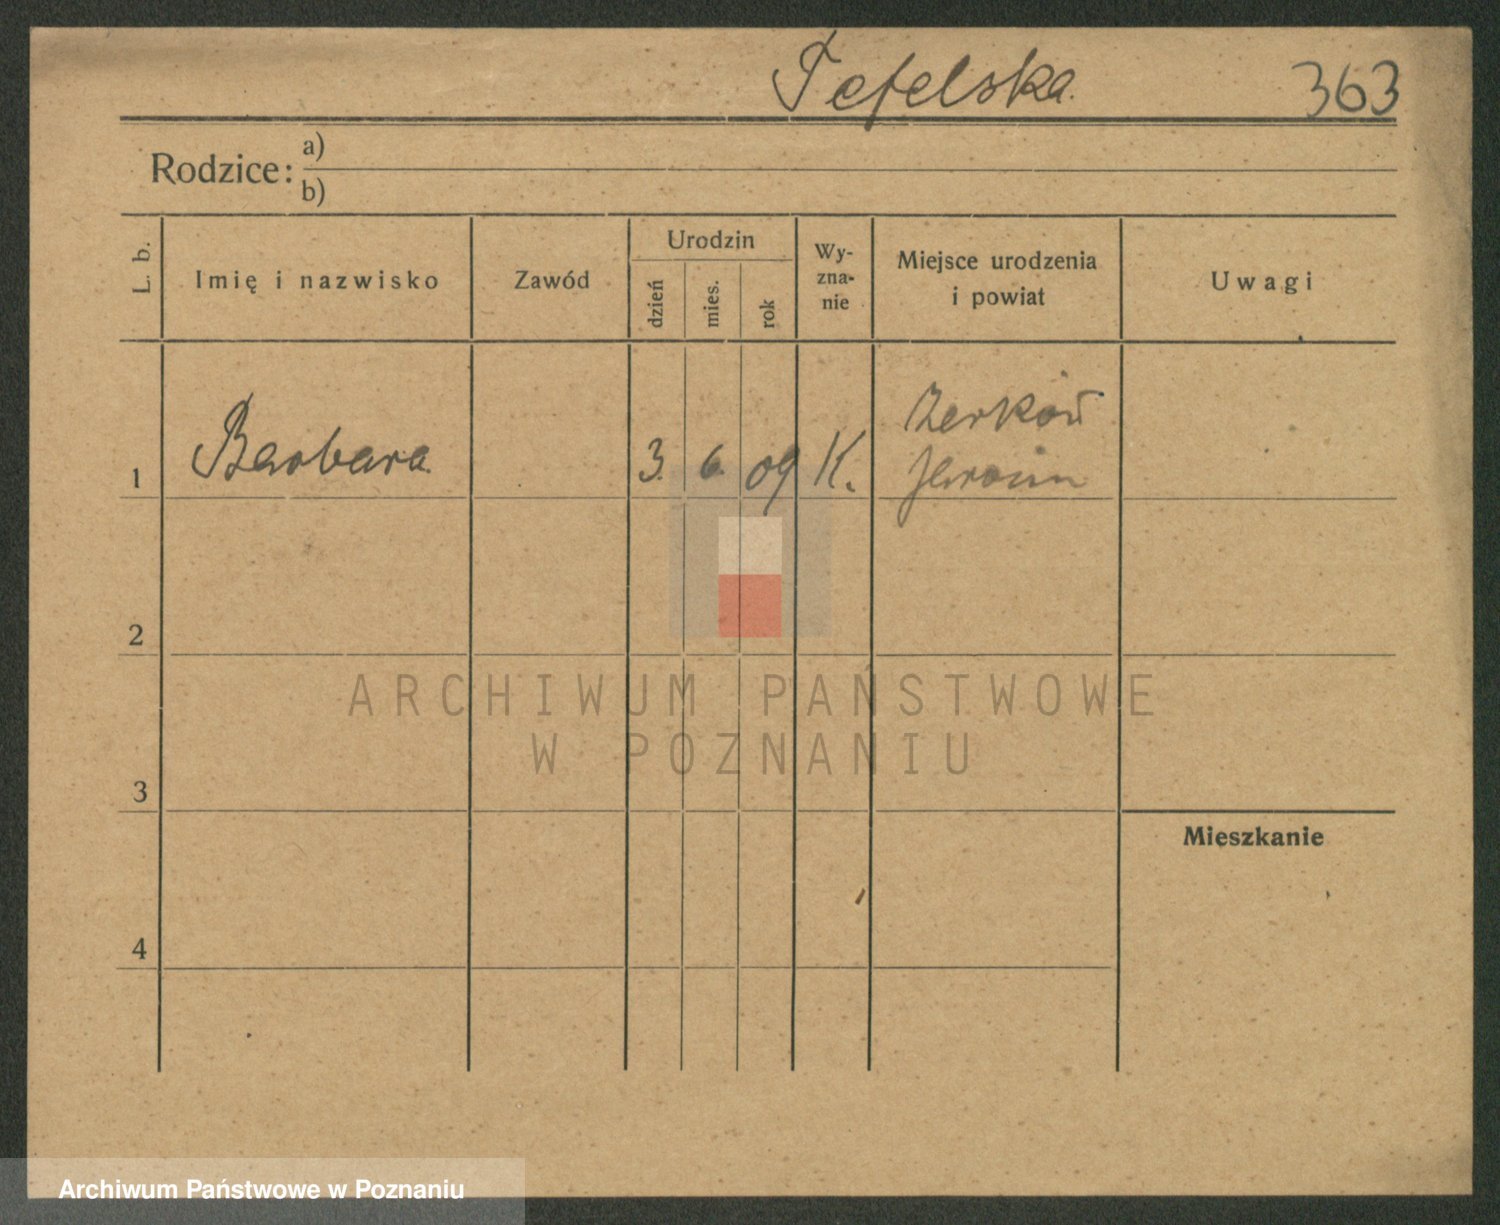 Tefelska.
363
Rodzice:
a)
b)
L. b.
Imię i nazwisko
Zawód
Urodzin
dzień
mies.
rok
Wy-
zna-
nie
Miejsce urodzenia
i powiat
Uwagi
1
Barbara.
3. 6. 09
K.
Żerków
Jarocin
2
3
4
Mieszkanie
ARCHIWUM PAŃSTWOWE
W POZNANIU
Archiwum Państwowe w Poznaniu